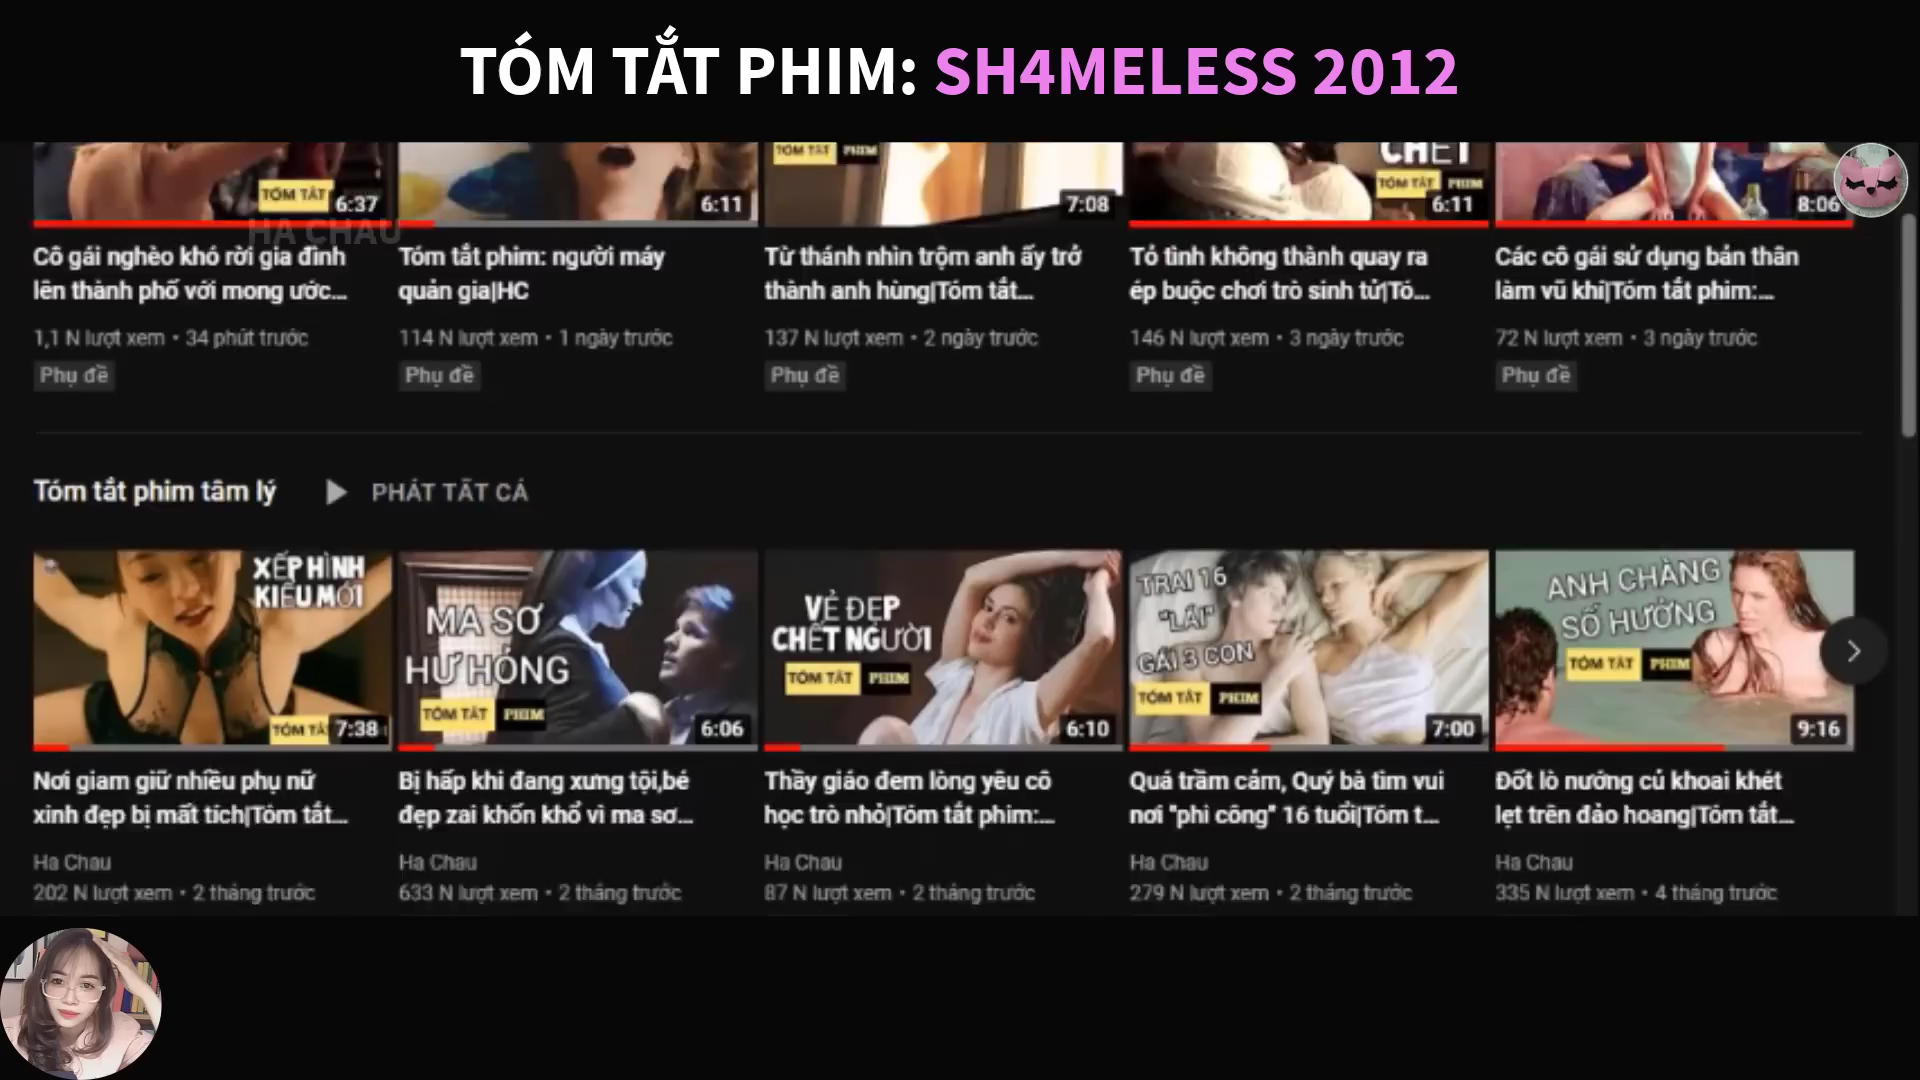 TÓM TẮT PHIM: SH4MELESS 2012
TÓM TẮT
6:37
6:11
TÓM TẮT PHIM
7:08
CHẾT
TÓM TẮT PHIM
6:11
8:06
HA CHAU
Cô gái nghèo khó rời gia đình
lên thành phố với mong ước...
1,1 N lượt xem • 34 phút trước
Phụ đề
Tóm tắt phim: người máy
quản gia|HC
114 N lượt xem • 1 ngày trước
Phụ đề
Từ thánh nhìn trộm anh ấy trở
thành anh hùng|Tóm tắt...
137 N lượt xem • 2 ngày trước
Phụ đề
Tỏ tình không thành quay ra
ép buộc chơi trò sinh tử|Tó...
146 N lượt xem • 3 ngày trước
Phụ đề
Các cô gái sử dụng bản thân
làm vũ khí|Tóm tắt phim:...
72 N lượt xem • 3 ngày trước
Phụ đề
Tóm tắt phim tâm lý
PHÁT TẤT CẢ
XẾP HÌNH
KIỂU MỚI
7:38
MA SƠ
HƯ HỎNG
TÓM TẮT PHIM
6:06
VẺ ĐẸP
CHẾT NGƯỜI
TÓM TẮT PHIM
6:10
TRAI 16
"LÁI"
GÁI 3 CON
TÓM TẮT PHIM
7:00
ANH CHÀNG
SỐ HƯỞNG
TÓM TẮT PHIM
9:16
Nơi giam giữ nhiều phụ nữ
xinh đẹp bị mất tích|Tóm tắt...
Ha Chau
202 N lượt xem • 2 tháng trước
Bị hấp khi đang xưng tội,bé
đẹp zai khốn khổ vì ma sơ...
Ha Chau
633 N lượt xem • 2 tháng trước
Thầy giáo đem lòng yêu cô
học trò nhỏ|Tóm tắt phim:...
Ha Chau
87 N lượt xem • 2 tháng trước
Quá trầm cảm, Quý bà tìm vui
nơi "phi công" 16 tuổi|Tóm t...
Ha Chau
279 N lượt xem • 2 tháng trước
Đốt lò nướng củ khoai khét
lẹt trên đảo hoang|Tóm tắt...
Ha Chau
335 N lượt xem • 4 tháng trước